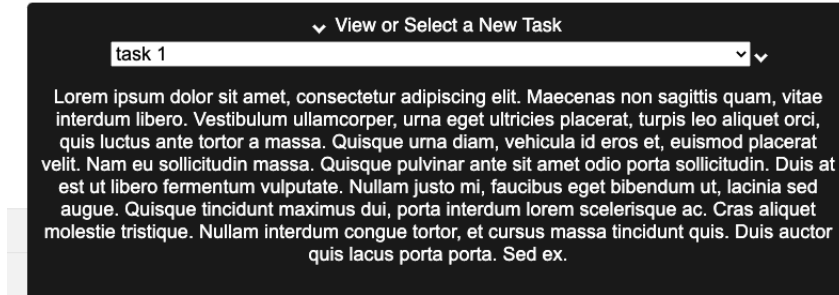 View or Select a New Task
task 1
Lorem ipsum dolor sit amet, consectetur adipiscing elit. Maecenas non sagittis quam, vitae
interdum libero. Vestibulum ullamcorper, urna eget ultricies placerat, turpis leo aliquet orci,
quis luctus ante tortor a massa. Quisque urna diam, vehicula id eros et, euismod placerat
velit. Nam eu sollicitudin massa. Quisque pulvinar ante sit amet odio porta sollicitudin. Duis at
est ut libero fermentum vulputate. Nullam justo mi, faucibus eget bibendum ut, lacinia sed
augue. Quisque tincidunt maximus dui, porta interdum lorem scelerisque ac. Cras aliquet
molestie tristique. Nullam interdum congue tortor, et cursus massa tincidunt quis. Duis auctor
quis lacus porta porta. Sed ex.